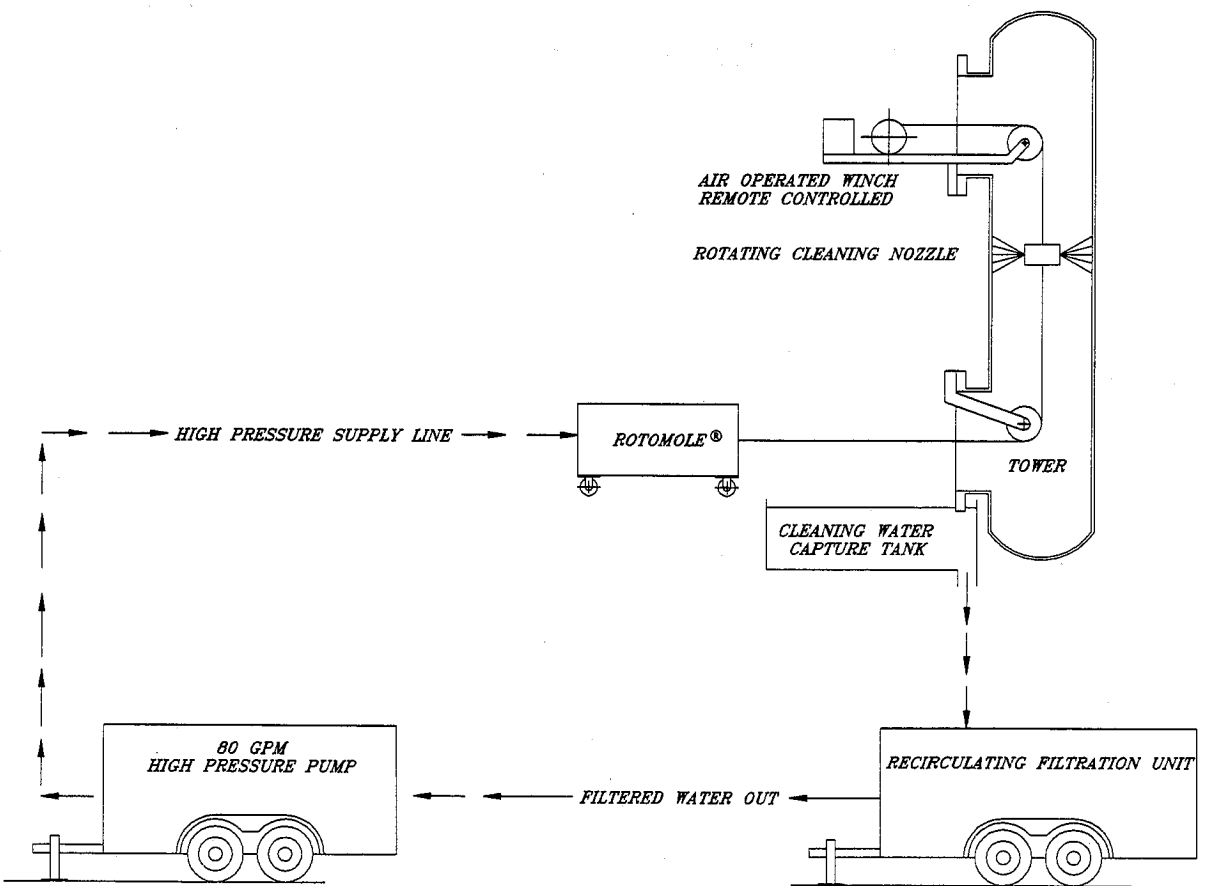 AIR OPERATED WINCH
REMOTE CONTROLLED
ROTATING CLEANING NOZZLE
HIGH PRESSURE SUPPLY LINE
ROTOMOLE®
TOWER
CLEANING WATER
CAPTURE TANK
80 GPM
HIGH PRESSURE PUMP
FILTERED WATER OUT
RECIRCULATING FILTRATION UNIT